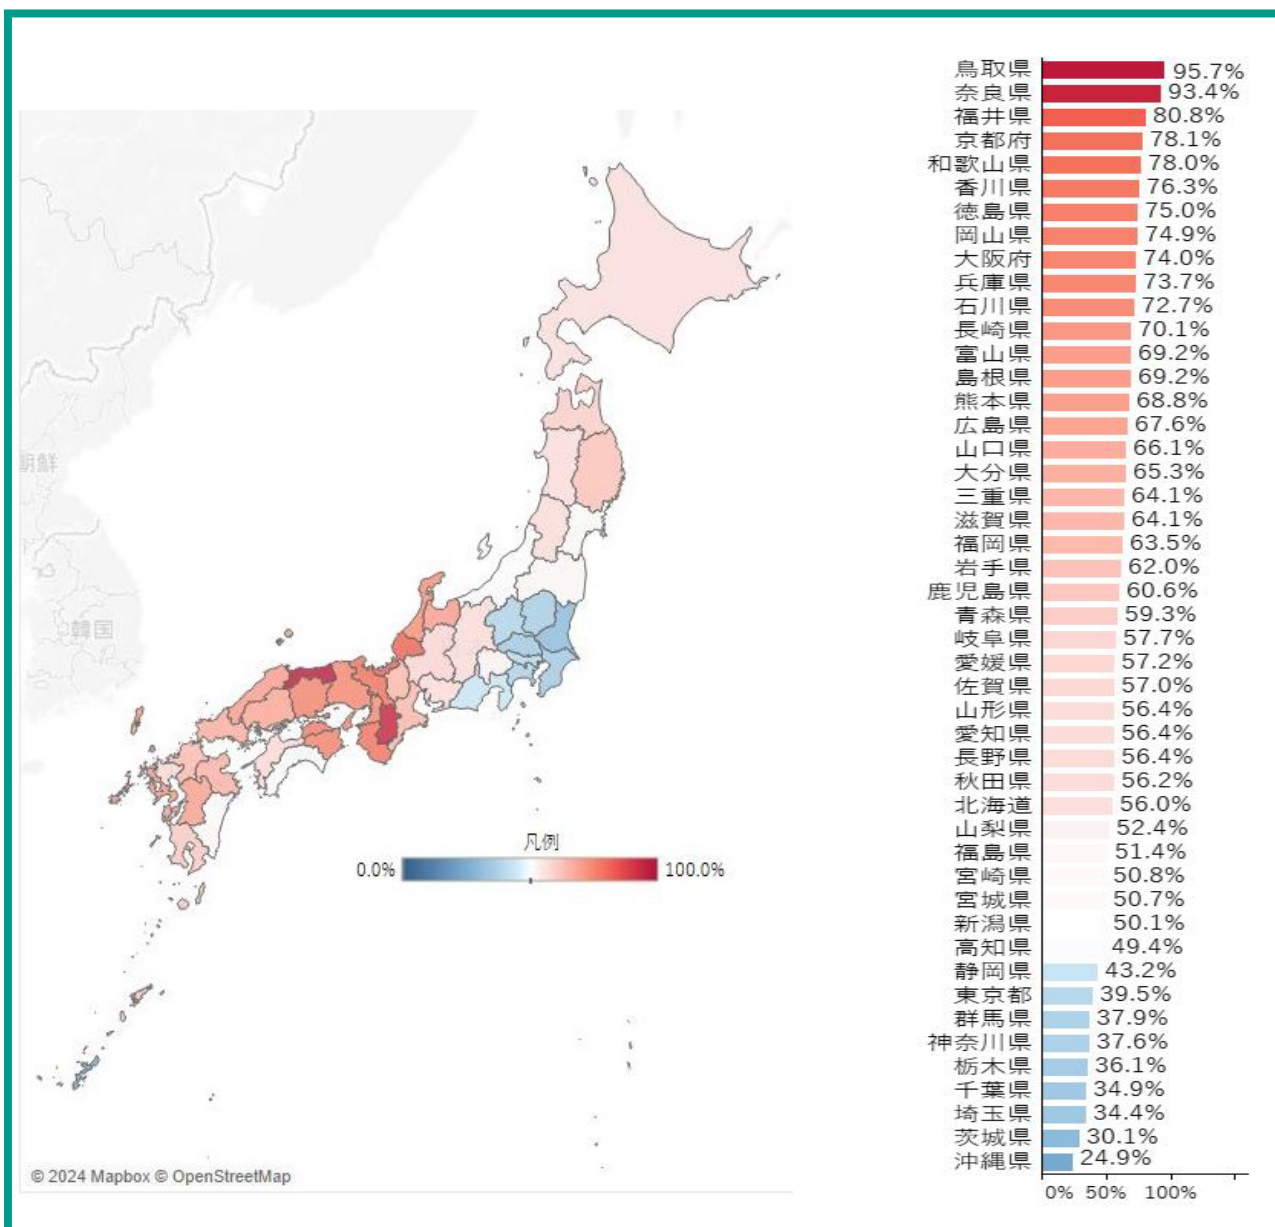 朝鮮
韓国
凡例
0.0% 100.0%
© 2024 Mapbox © OpenStreetMap
鳥取県 95.7%
奈良県 93.4%
福井県 80.8%
京都府 78.1%
和歌山県 78.0%
香川県 76.3%
徳島県 75.0%
岡山県 74.9%
大阪府 74.0%
兵庫県 73.7%
石川県 72.7%
長崎県 70.1%
富山県 69.2%
島根県 69.2%
熊本県 68.8%
広島県 67.6%
山口県 66.1%
大分県 65.3%
三重県 64.1%
滋賀県 64.1%
福岡県 63.5%
岩手県 62.0%
鹿児島県 60.6%
青森県 59.3%
岐阜県 57.7%
愛媛県 57.2%
佐賀県 57.0%
山形県 56.4%
愛知県 56.4%
長野県 56.4%
秋田県 56.2%
北海道 56.0%
山梨県 52.4%
福島県 51.4%
宮崎県 50.8%
宮城県 50.7%
新潟県 50.1%
高知県 49.4%
静岡県 43.2%
東京都 39.5%
群馬県 37.9%
神奈川県 37.6%
栃木県 36.1%
千葉県 34.9%
埼玉県 34.4%
茨城県 30.1%
沖縄県 24.9%
0% 50% 100%